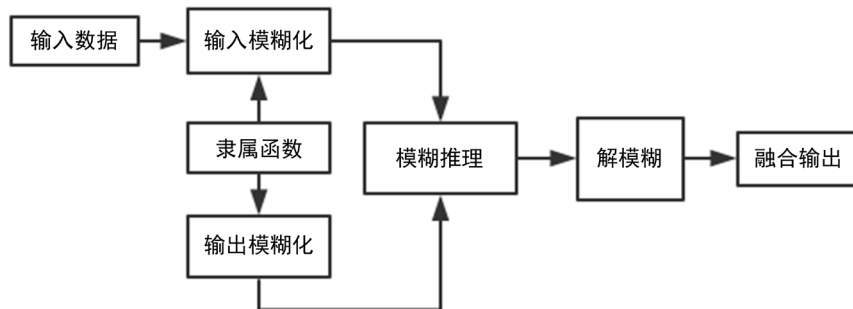 输入数据
输入模糊化
隶属函数
输出模糊化
模糊推理
解模糊
融合输出